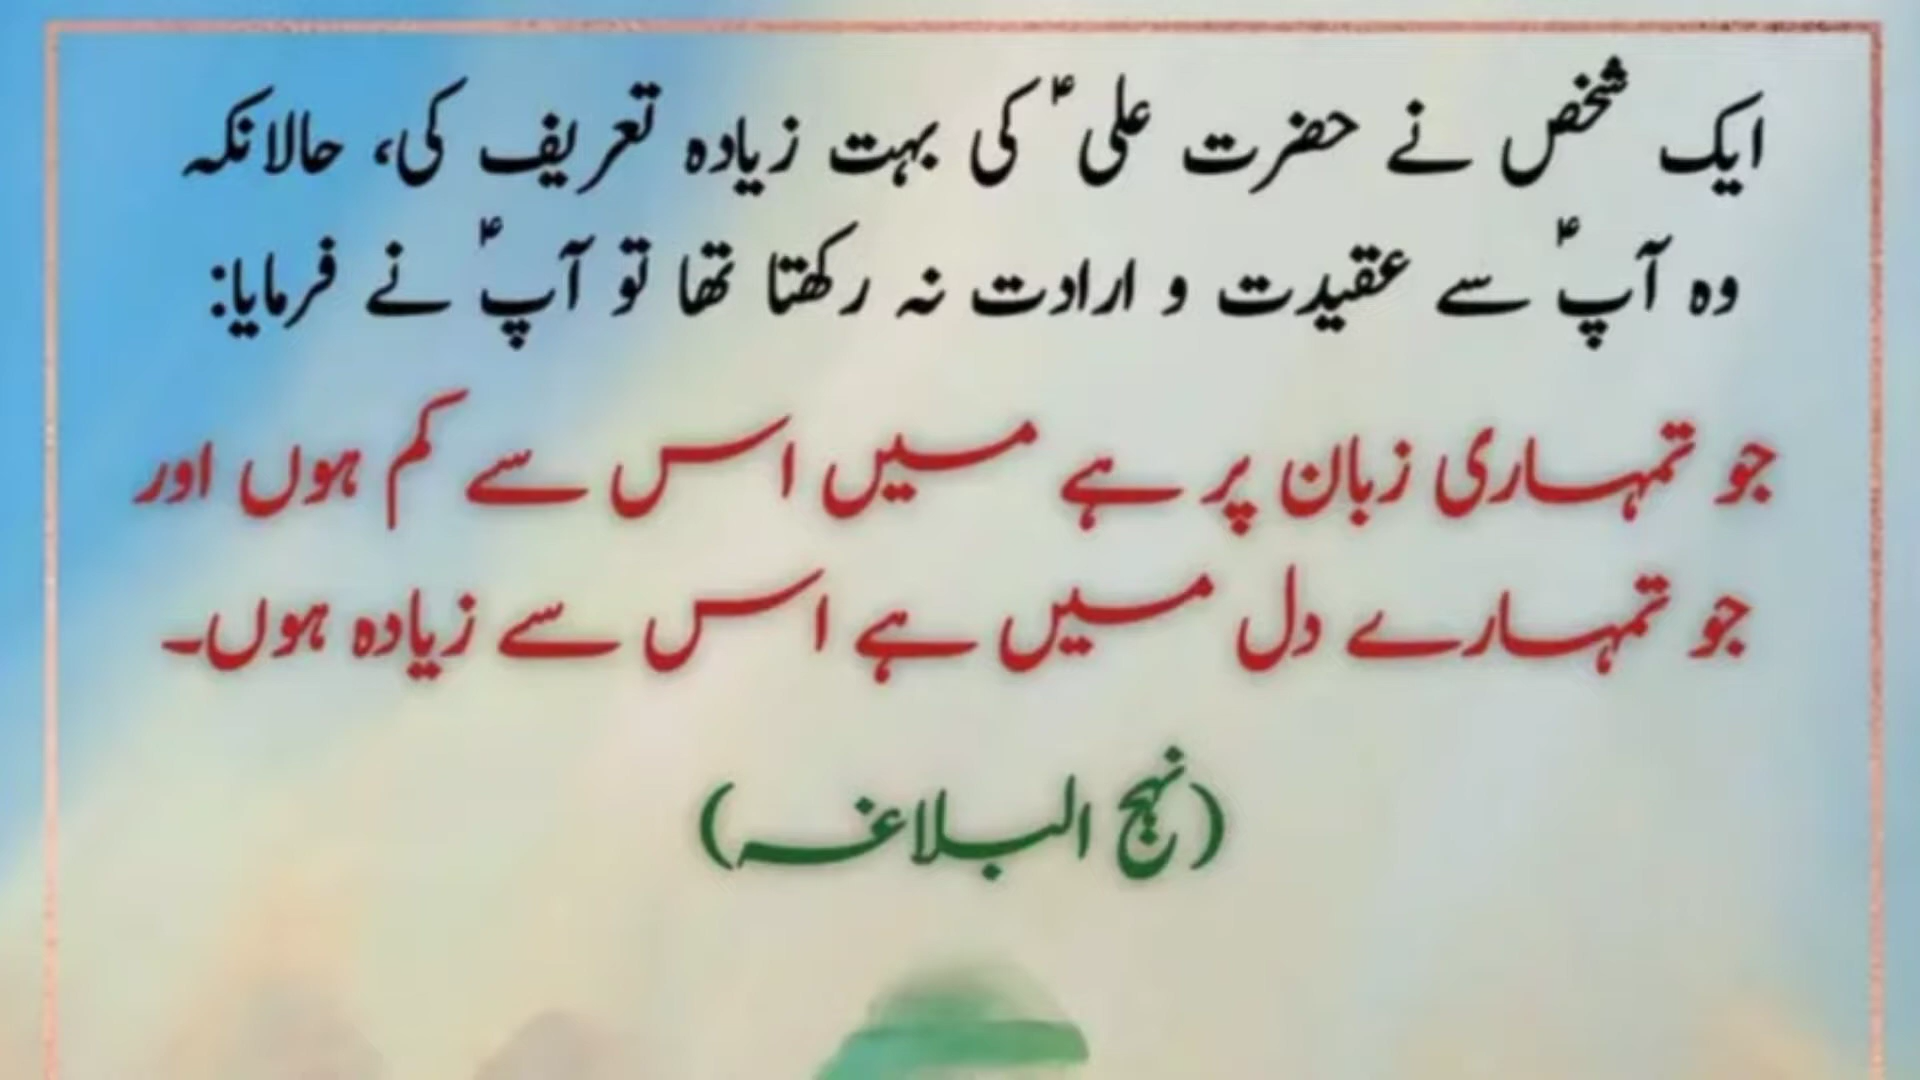 ایک شخص نے حضرت علیؑ کی بہت زیادہ تعریف کی، حالانکہ
وہ آپؑ سے عقیدت و ارادت نہ رکھتا تھا تو آپؑ نے فرمایا:
جو تمہاری زبان پر ہے میں اس سے کم ہوں اور
جو تمہارے دل میں ہے اس سے زیادہ ہوں۔
(نہج البلاغہ)